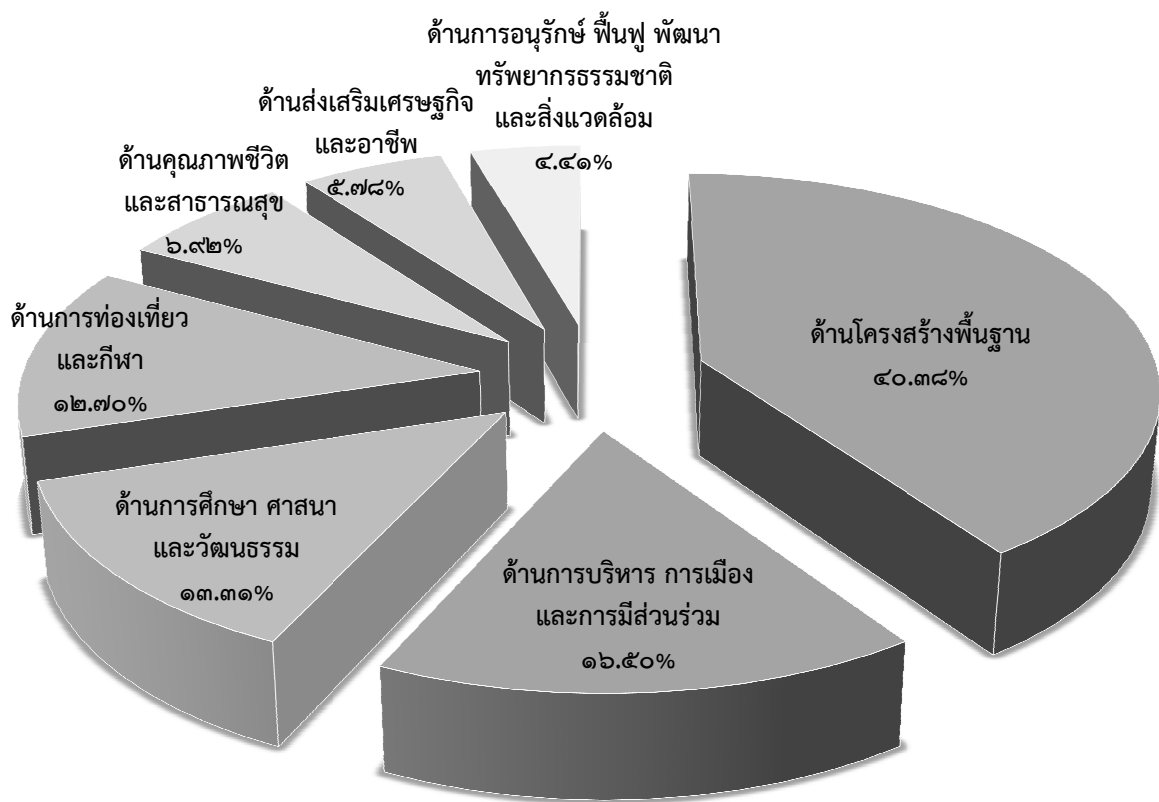 ด้านการอนุรักษ์ ฟื้นฟู พัฒนา
ทรัพยากรธรรมชาติ
และสิ่งแวดล้อม
๔.๔๑%
ด้านส่งเสริมเศรษฐกิจ
และอาชีพ
๕.๗๘%
ด้านคุณภาพชีวิต
และสาธารณสุข
๖.๙๒%
ด้านการท่องเที่ยว
และกีฬา
๑๒.๗๐%
ด้านโครงสร้างพื้นฐาน
๔๐.๓๘%
ด้านการศึกษา ศาสนา
และวัฒนธรรม
๑๓.๓๑%
ด้านการบริหาร การเมือง
และการมีส่วนร่วม
๑๖.๕๐%